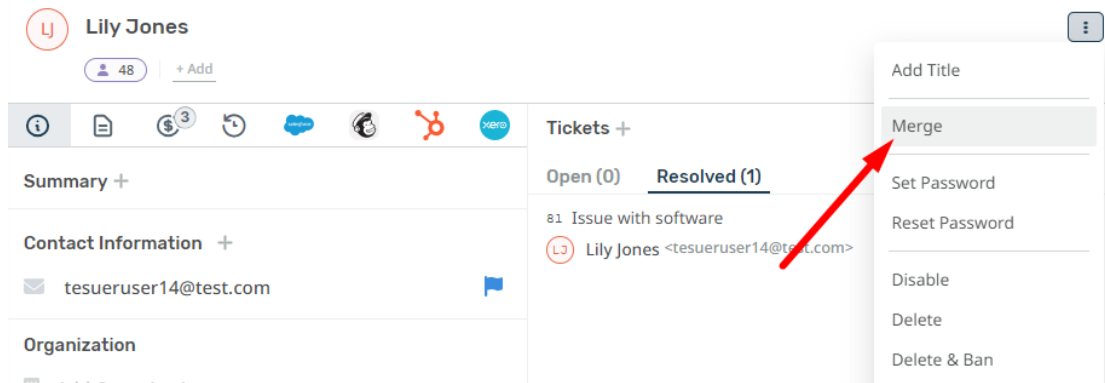 LJ
Lily Jones
48
+ Add
Add Title
Merge
Set Password
Reset Password
Disable
Delete
Delete & Ban
3
salesforce
xero
Summary +
Contact Information +
tesueruser14@test.com
Organization
Tickets +
Open (0) Resolved (1)
81 Issue with software
LJ Lily Jones <tesueruser14@test.com>